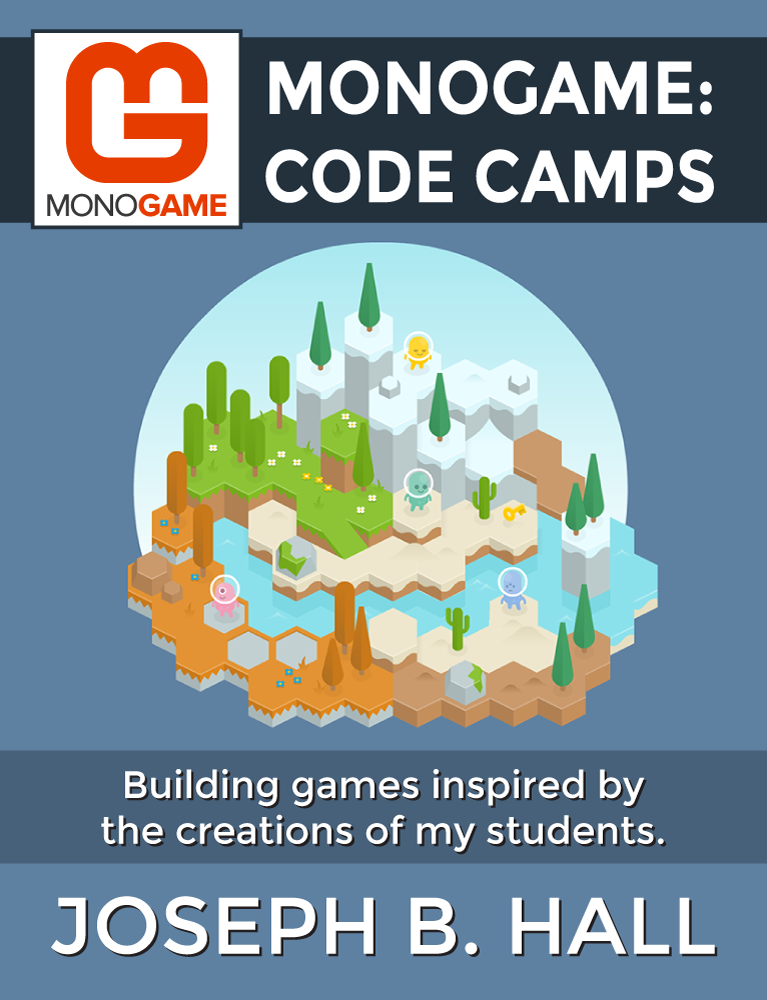 MONOGAME
MONOGAME:
CODE CAMPS
Building games inspired by
the creations of my students.
JOSEPH B. HALL